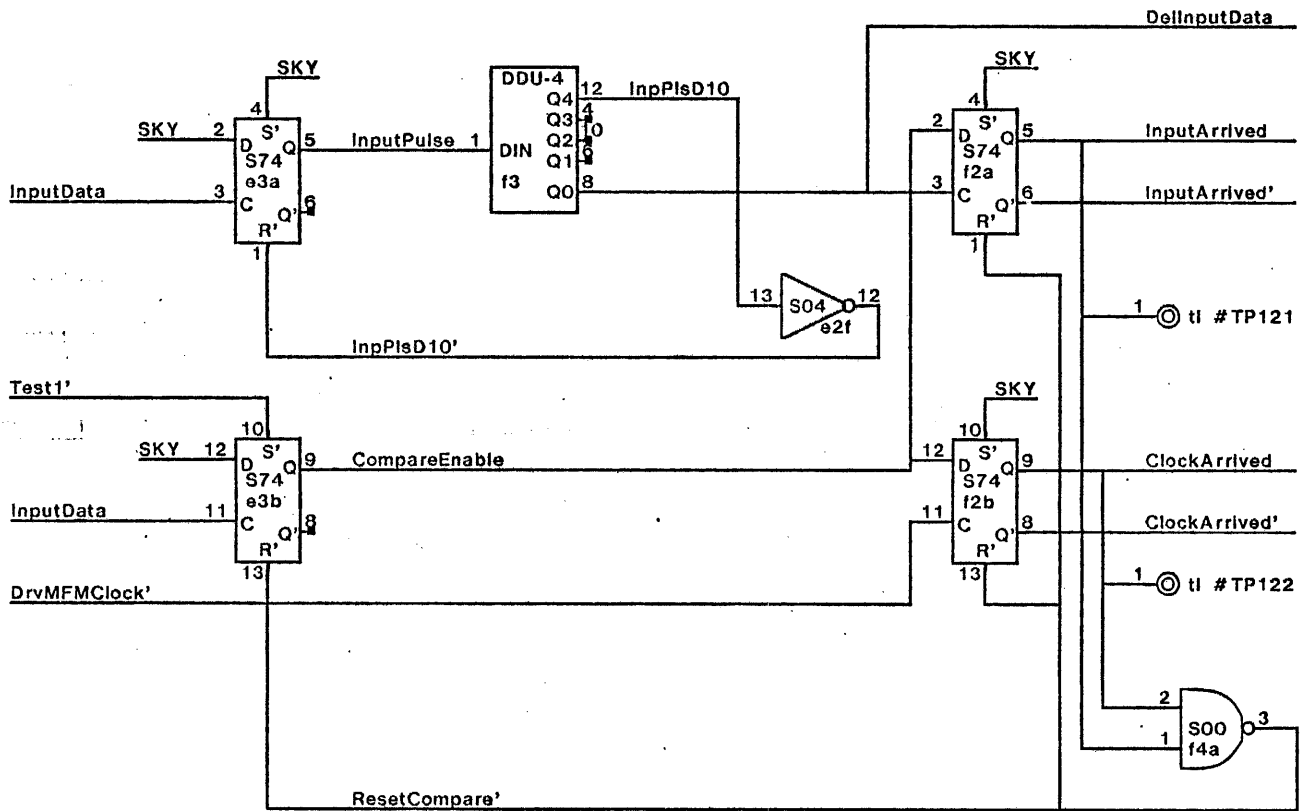 DelInputData
SKY
4
SKY 2 S' 5 InputPulse 1
D Q
S74
e3a
InputData 3 C Q' 6
R'
1
DDU-4
Q4 12 InpPlsD10
Q3 4
Q2 10
Q1 6
DIN
f3
Q0 8
SKY
4
2 S' 5 InputArrived
D Q
S74
f2a
3 C Q' 6 InputArrived'
R'
1
13 S04 12
e2f
InpPlsD10'
1 tl #TP121
Test1'
10
SKY 12 S' 9 CompareEnable
D Q
S74
e3b
InputData 11 C Q' 8
R'
13
SKY
10
12 S' 9 ClockArrived
D Q
S74
f2b
11 C Q' 8 ClockArrived'
R'
13
DrvMFMClock'
1 tl #TP122
2
S00 3
1 f4a
ResetCompare'